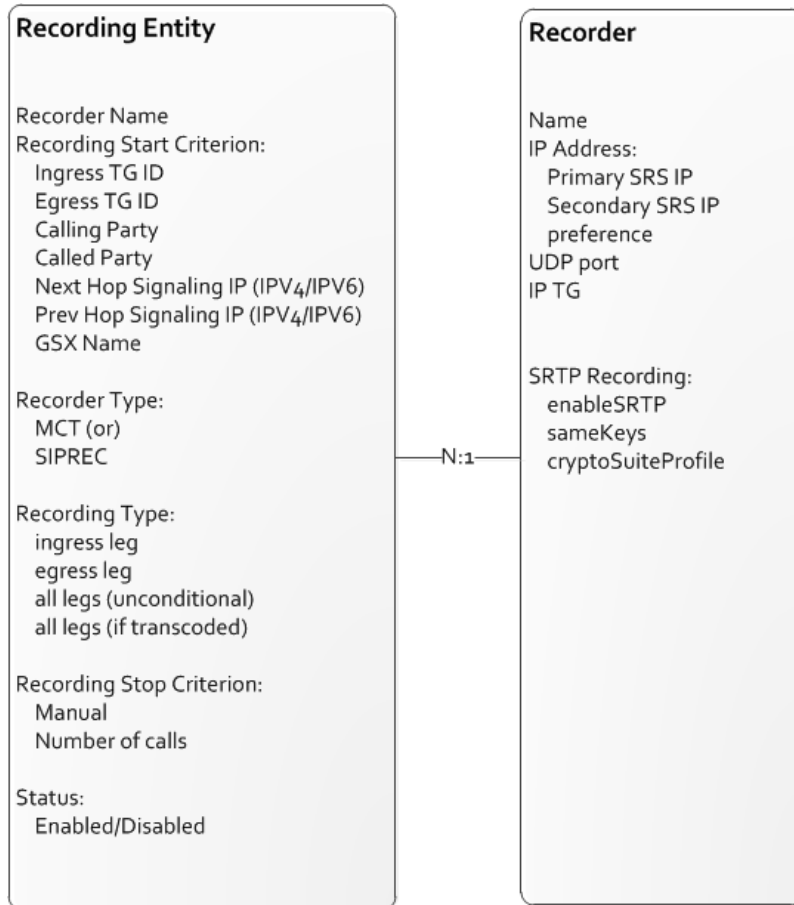 Recording Entity
Recorder Name
Recording Start Criterion:
Ingress TG ID
Egress TG ID
Calling Party
Called Party
Next Hop Signaling IP (IPV4/IPV6)
Prev Hop Signaling IP (IPV4/IPV6)
GSX Name
Recorder Type:
MCT (or)
SIPREC
Recording Type:
ingress leg
egress leg
all legs (unconditional)
all legs (if transcoded)
Recording Stop Criterion:
Manual
Number of calls
Status:
Enabled/Disabled
N:1
Recorder
Name
IP Address:
Primary SRS IP
Secondary SRS IP
preference
UDP port
IP TG
SRTP Recording:
enableSRTP
sameKeys
cryptoSuiteProfile